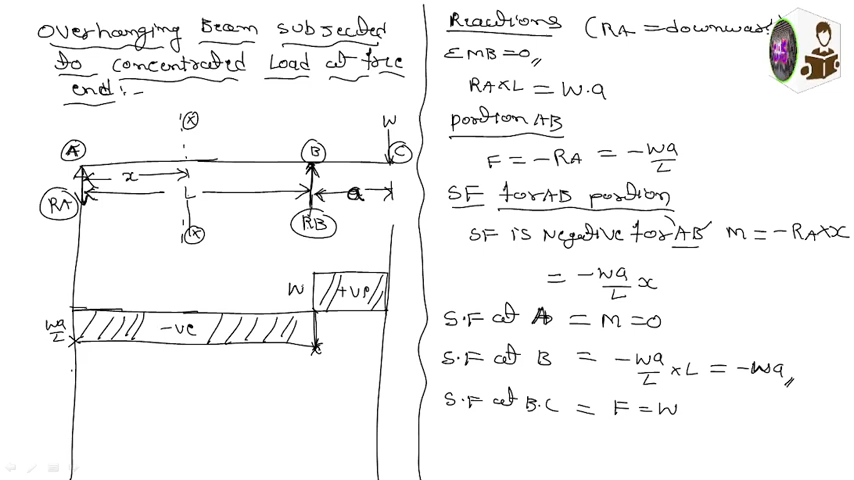 Overhanging Beam subjected
to concentrated Load at free
end:-
W
A
x
B
C
x
L
a
RA
RB
x
W
+ve
wa/L
-ve
Reactions (RA = downward)
ΣMB=0,,
RA×L = W.a
portion AB
F = -RA = -wa/L
SF for AB portion
SF is Negative for AB M = -RA×x
= -wa/L x
S.F at A = M=0
S.F at B = -wa/L × L = -wa,,
S.F at B.C = F = W